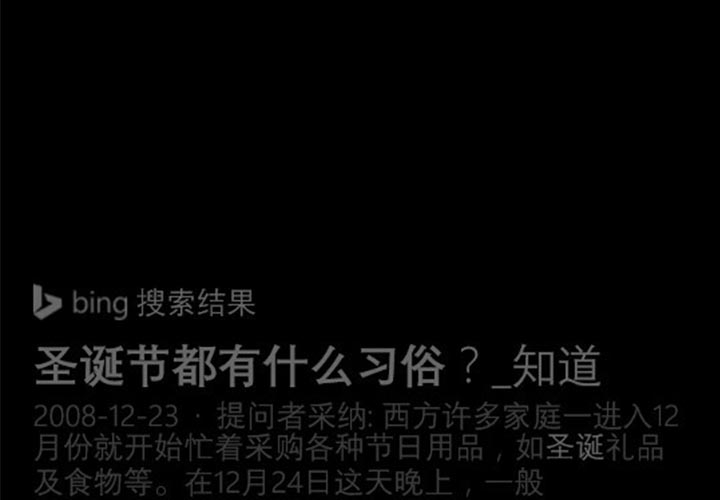 bing 搜索结果
圣诞节都有什么习俗？_知道
2008-12-23 · 提问者采纳: 西方许多家庭一进入12
月份就开始忙着采购各种节日用品，如圣诞礼品
及食物等。在12月24日这天晚上，一般